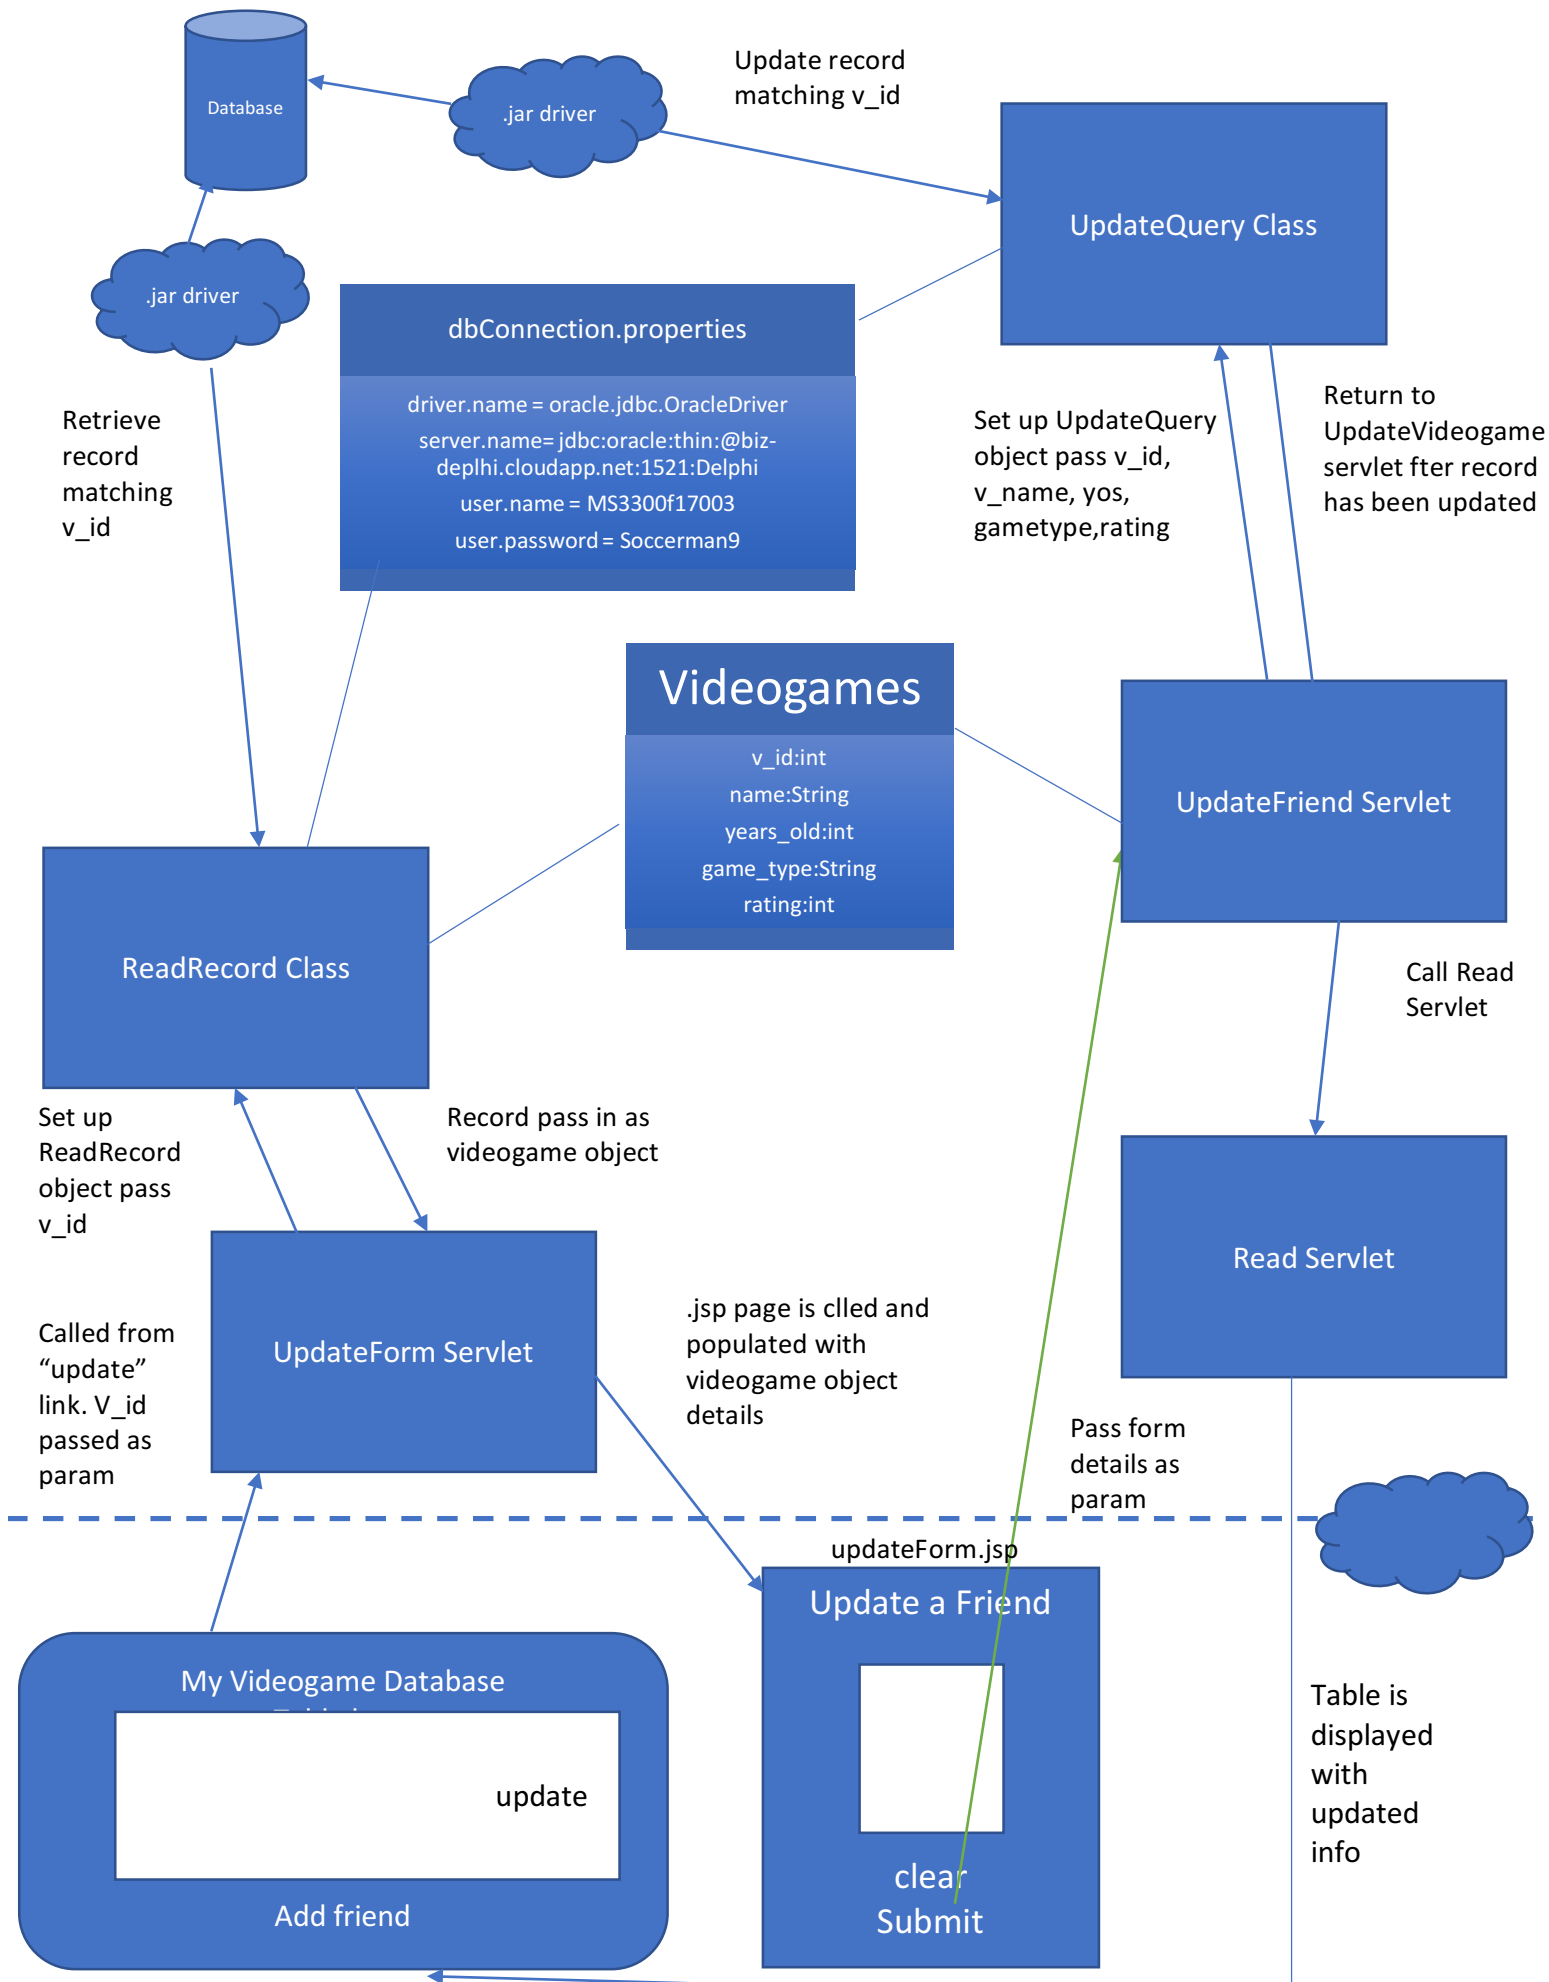 Database
.jar driver
Update record
matching v_id
UpdateQuery Class
.jar driver
dbConnection.properties
driver.name = oracle.jdbc.OracleDriver
server.name= jdbc:oracle:thin:@biz-
deplhi.cloudapp.net:1521:Delphi
user.name = MS3300f17003
user.password = Soccerman9
Retrieve
record
matching
v_id
Set up UpdateQuery
object pass v_id,
v_name, yos,
gametype,rating
Return to
UpdateVideogame
servlet fter record
has been updated
Videogames
v_id:int
name:String
years_old:int
game_type:String
rating:int
UpdateFriend Servlet
ReadRecord Class
Call Read
Servlet
Set up
ReadRecord
object pass
v_id
Record pass in as
videogame object
Read Servlet
UpdateForm Servlet
Called from
“update”
link. V_id
passed as
param
.jsp page is clled and
populated with
videogame object
details
Pass form
details as
param
updateForm.jsp
Update a Friend
clear
Submit
My Videogame Database
update
Add friend
Table is
displayed
with
updated
info